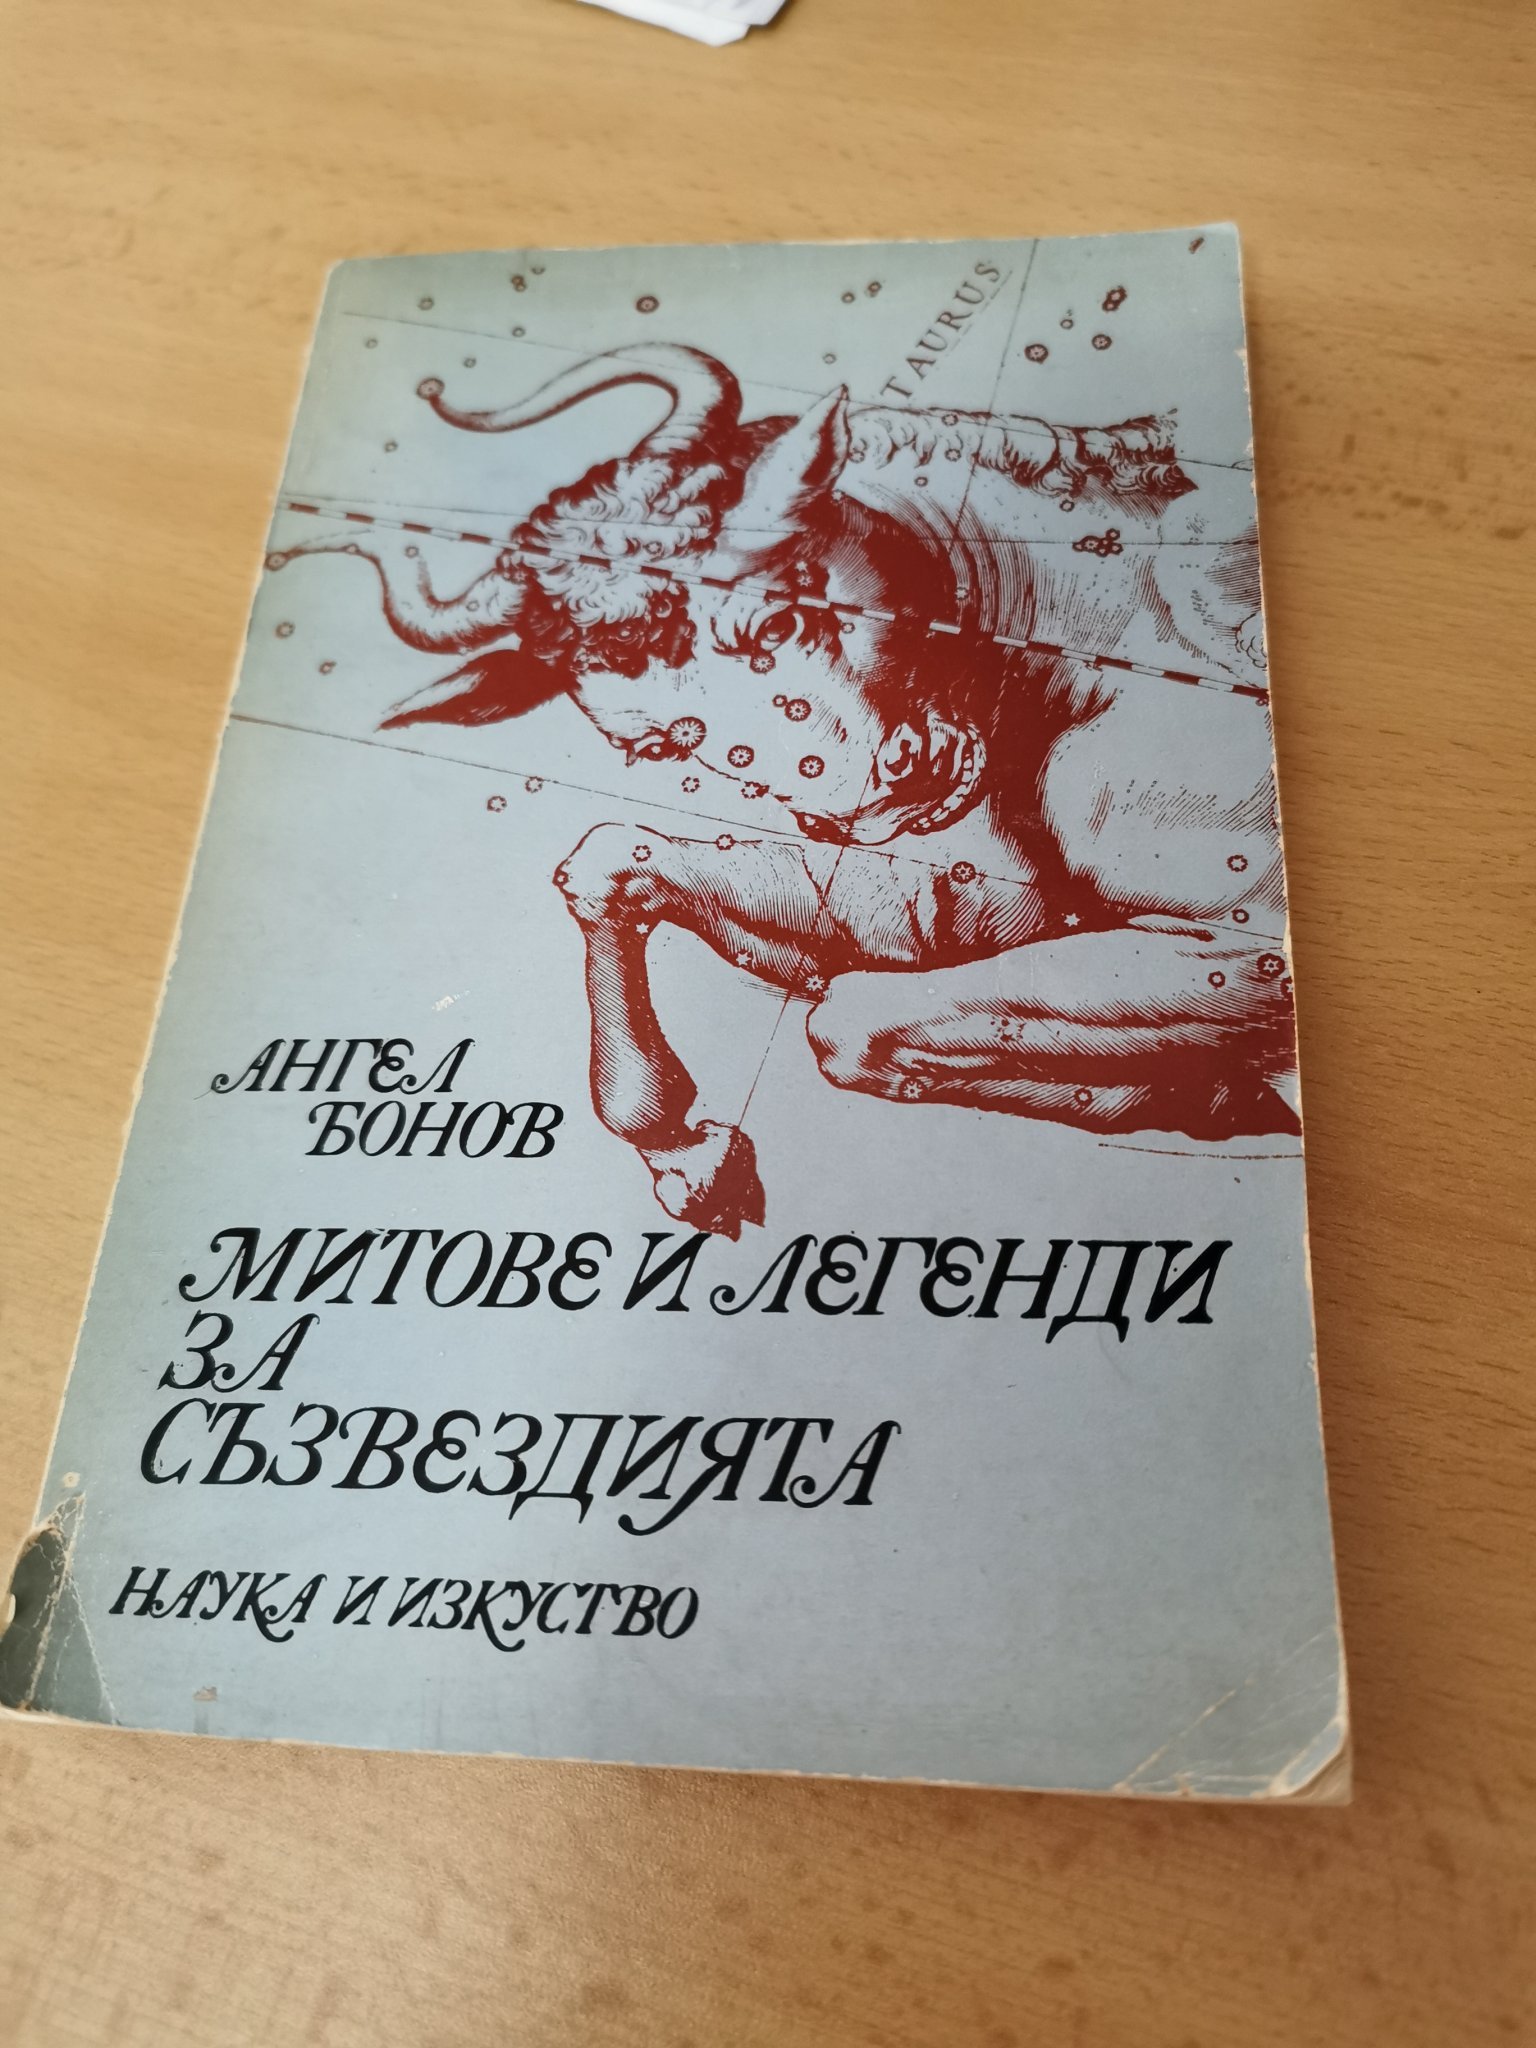 TAURUS
АНГЕЛ
БОНОВ
МИТОВЕ И ЛЕГЕНДИ
ЗА
СЪЗВЕЗДИЯТА
НАУКА И ИЗКУСТВО